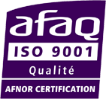 afaq
ISO 9001
Qualité
AFNOR CERTIFICATION